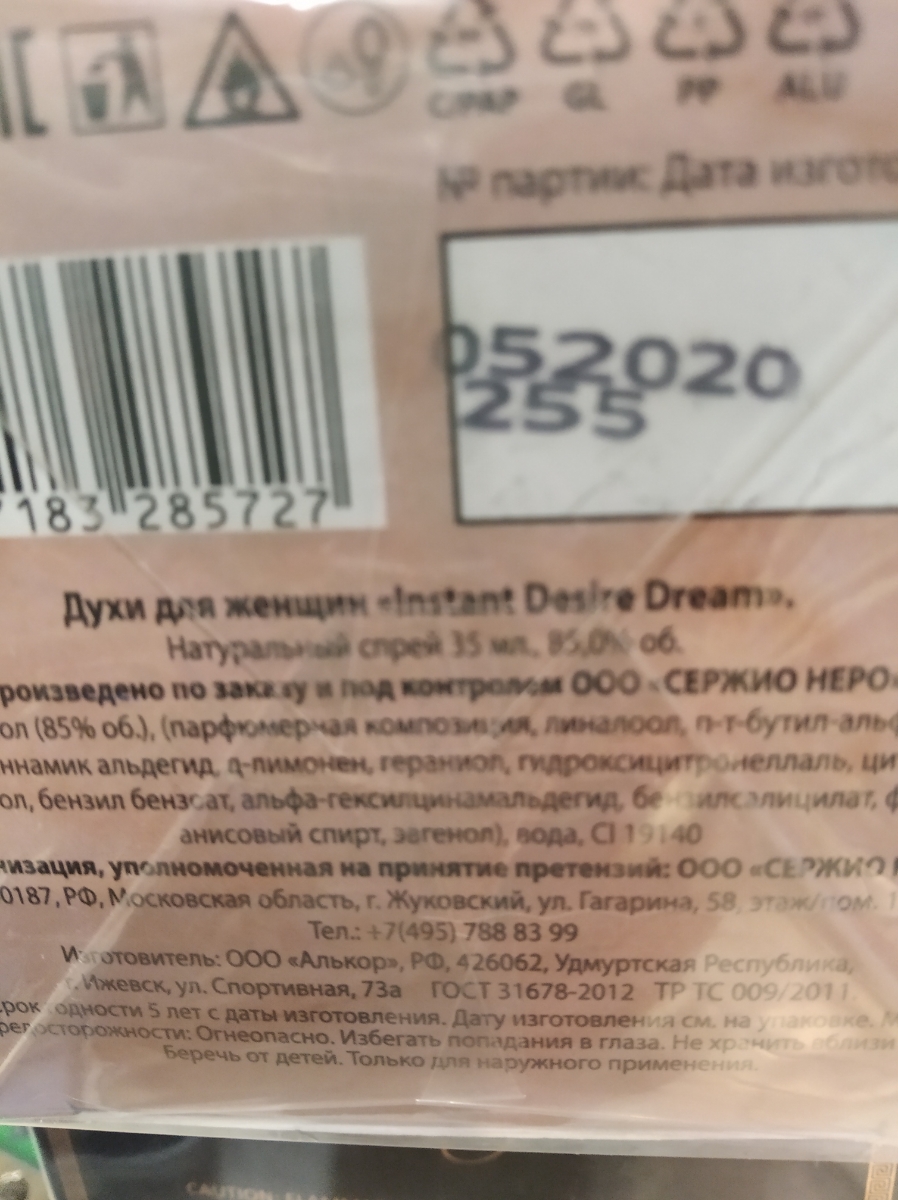 C/PAP GL PP ALU
№ партии: Дата изгото
052020
255
183 285727
Духи для женщин «Instant Desire Dream».
Натуральный спрей 35 мл., 85,0% об.
роизведено по заказу и под контролем ООО «СЕРЖИО НЕРО»
ол (85% об.), (парфюмерная композиция, линалоол, п-т-бутил-альф
ннамик альдегид, д-лимонен, гераниол, гидроксицитронеллаль, ци
ол, бензил бензоат, альфа-гексилцинамальдегид, бензилсалицилат, ф
анисовый спирт, эвгенол), вода, CI 19140
низация, уполномоченная на принятие претензий: ООО «СЕРЖИО
0187, РФ, Московская область, г. Жуковский, ул. Гагарина, 58, этаж/пом. 1
Тел.: +7(495) 788 83 99
Изготовитель: ООО «Алькор», РФ, 426062, Удмуртская Республика,
г. Ижевск, ул. Спортивная, 73а ГОСТ 31678-2012 ТР ТС 009/2011.
Срок годности 5 лет с даты изготовления. Дату изготовления см. на упаковке. М
редосторожности: Огнеопасно. Избегать попадания в глаза. Не хранить вблизи
Беречь от детей. Только для наружного применения.
CAUTION: